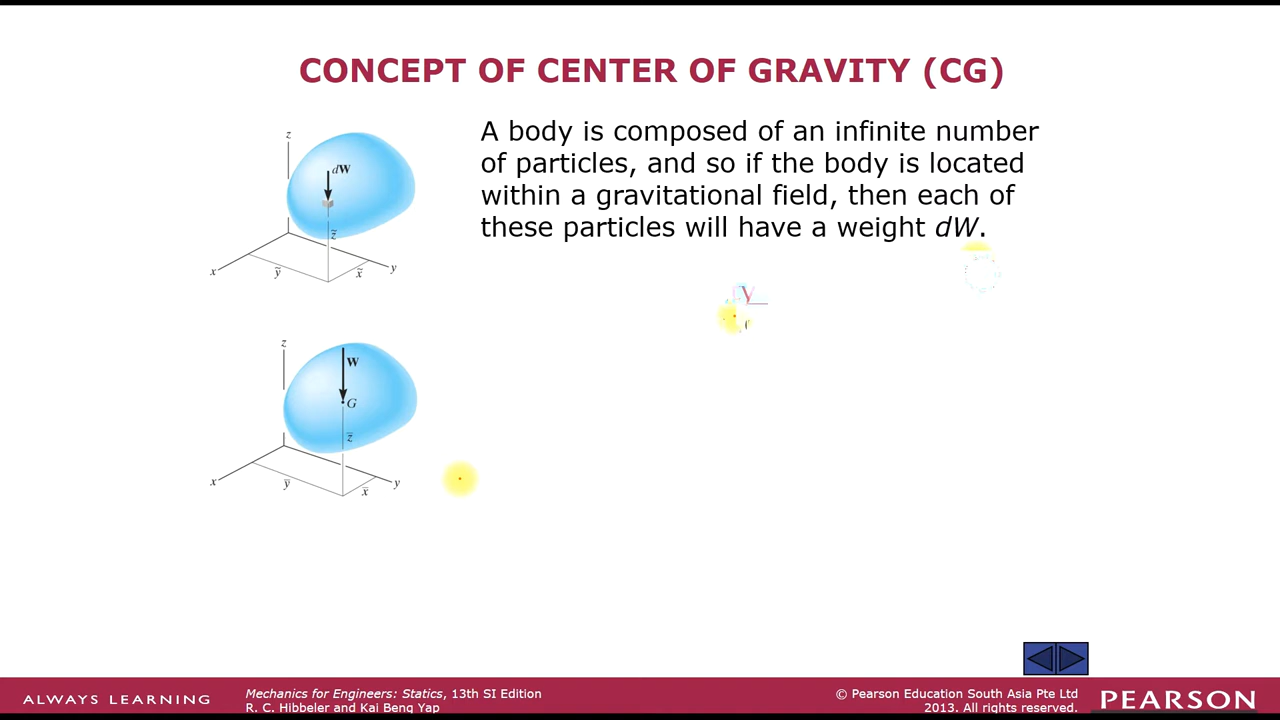 CONCEPT OF CENTER OF GRAVITY (CG)
A body is composed of an infinite number
of particles, and so if the body is located
within a gravitational field, then each of
these particles will have a weight dW.
z
dW
z̃
x
ỹ
x̃
y
z
W
G
z̅
x
y̅
x̅
y
ALWAYS LEARNING
Mechanics for Engineers: Statics, 13th SI Edition
R. C. Hibbeler and Kai Beng Yap
© Pearson Education South Asia Pte Ltd
2013. All rights reserved.
PEARSON